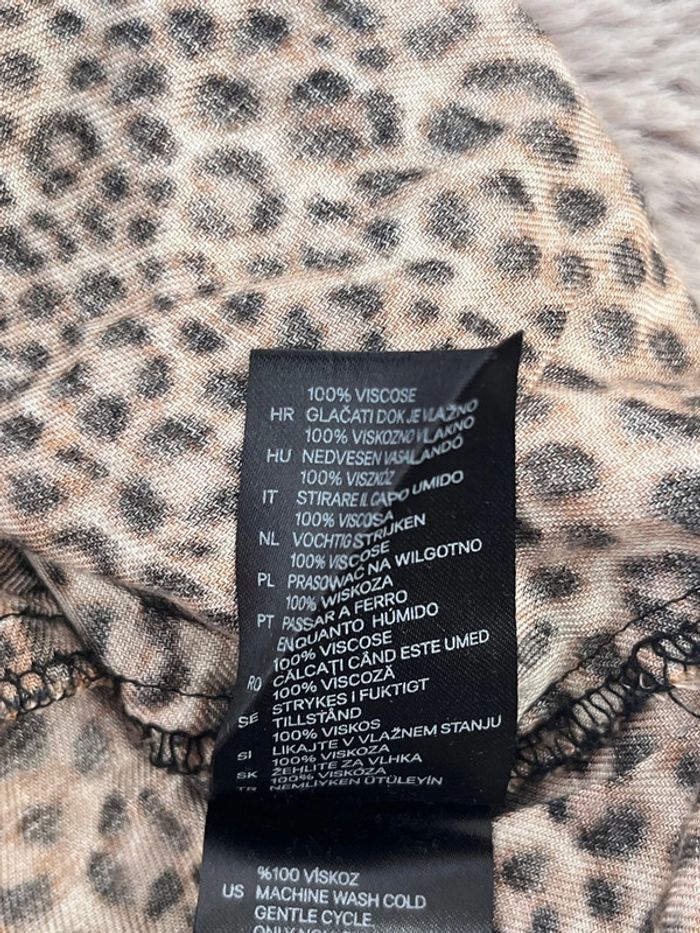 100% VISCOSE
HR GLAČATI DOK JE VLAŽNO
100% VISKOZNO VLAKNO
HU NEDVESEN VASALANDÓ
100% VISZKÓZ
IT STIRARE IL CAPO UMIDO
100% VISCOSA
NL VOCHTIG STRIJKEN
100% VISCOSE
PL PRASOWAĆ NA WILGOTNO
100% WISKOZA
PT PASSAR A FERRO
ENQUANTO HÚMIDO
100% VISCOSE
RO CĂLCAȚI CÂND ESTE UMED
100% VISCOZĂ
SE STRYKES I FUKTIGT
TILLSTÅND
100% VISKOS
SI LIKAJTE V VLAŽNEM STANJU
100% VISKOZA
SK ŽEHLITE ZA VLHKA
100% VISKÓZA
TR NEMLİYKEN ÜTÜLEYİN
%100 VİSKOZ
US MACHINE WASH COLD
GENTLE CYCLE